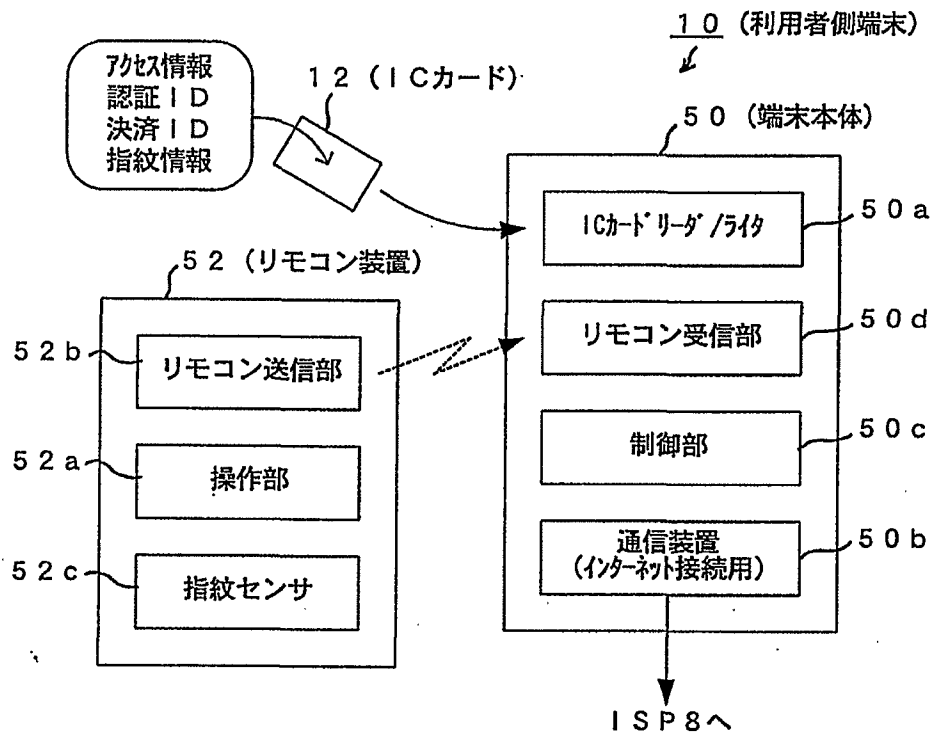 １０（利用者側端末）
アクセス情報
認証ＩＤ
決済ＩＤ
指紋情報
１２（ＩＣカード）
５０（端末本体）
ICカードリーダ/ライタ
５０a
５２（リモコン装置）
５２b
リモコン送信部
リモコン受信部
５０d
５２a
操作部
制御部
５０c
５２c
指紋センサ
通信装置
(インターネット接続用)
５０b
ＩＳＰ８へ